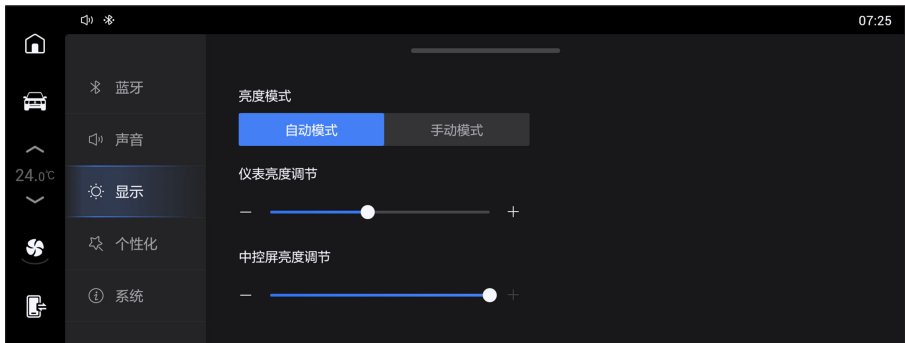 07:25
蓝牙
亮度模式
自动模式 手动模式
声音
24.0℃
仪表亮度调节
显示
− +
个性化
中控屏亮度调节
系统
− +